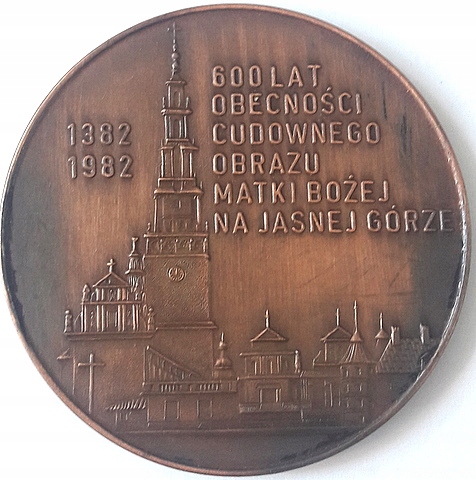 1382
1982
600 LAT
OBECNOŚCI
CUDOWNEGO
OBRAZU
MATKI BOŻEJ
NA JASNEJ GÓRZE